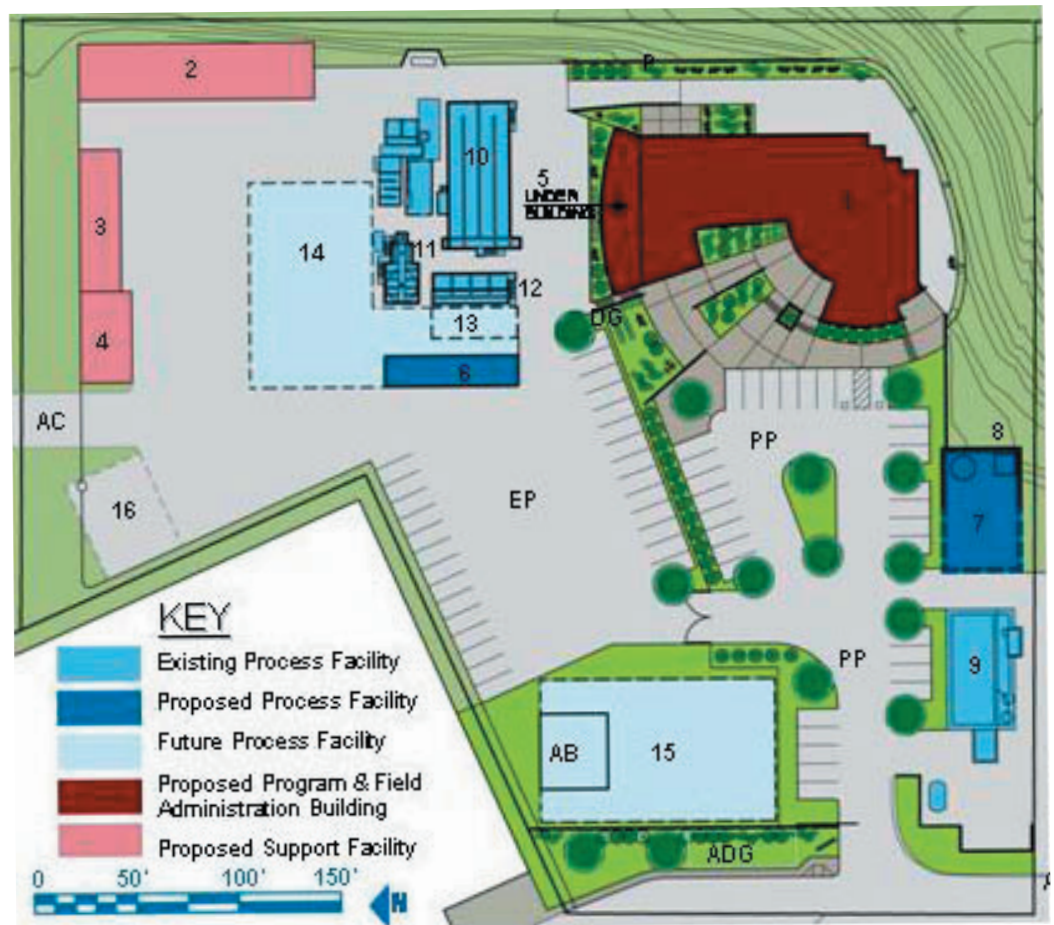 P
2
10
5
UNDER
BUILDING
1
3
14
11
12
13
DG
4
6
AC
PP
8
EP
16
7
KEY
Existing Process Facility
Proposed Process Facility
Future Process Facility
Proposed Program & Field
Administration Building
Proposed Support Facility
PP
9
AB
15
ADG
0 50' 100' 150'
N